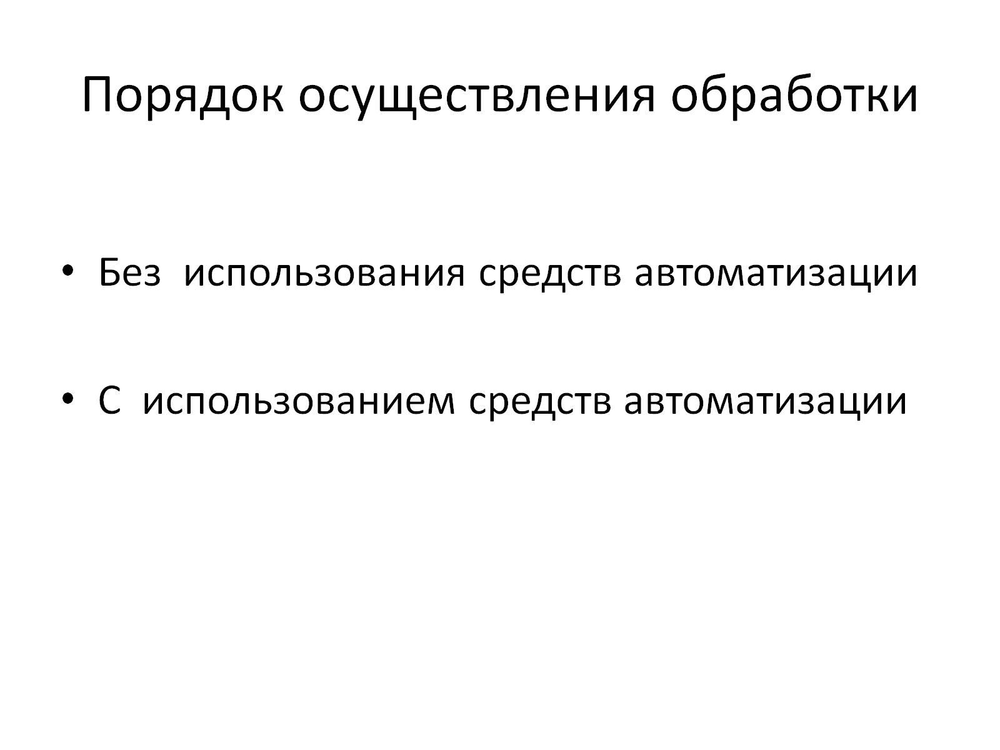 Порядок осуществления обработки
• Без использования средств автоматизации
• С использованием средств автоматизации